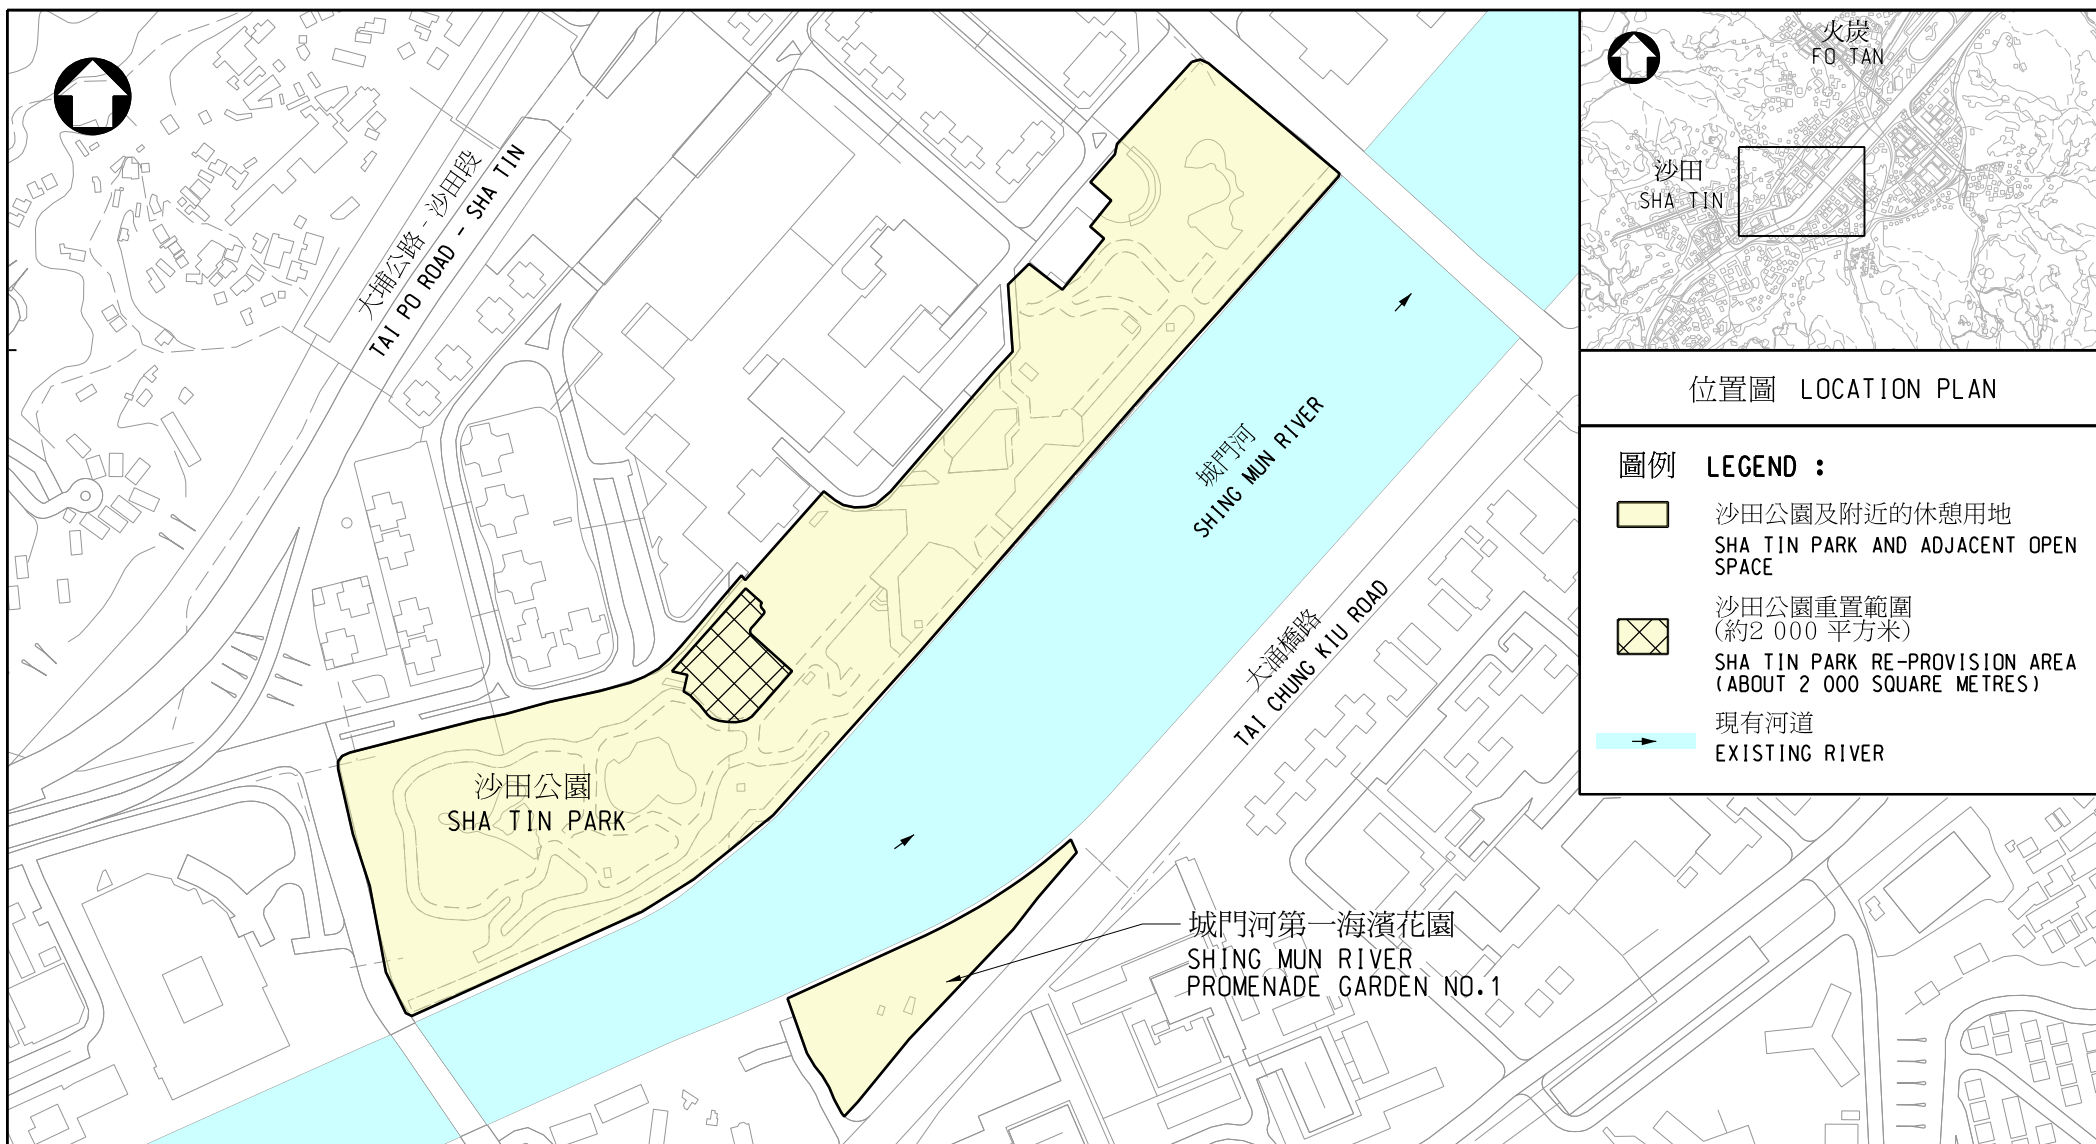 大埔公路 - 沙田段
TAI PO ROAD - SHA TIN
城門河
SHING MUN RIVER
大涌橋路
TAI CHUNG KIU ROAD
沙田公園
SHA TIN PARK
城門河第一海濱花園
SHING MUN RIVER
PROMENADE GARDEN NO.1
火炭
FO TAN
沙田
SHA TIN
位置圖 LOCATION PLAN
圖例 LEGEND :
沙田公園及附近的休憩用地
SHA TIN PARK AND ADJACENT OPEN
SPACE
沙田公園重置範圍
(約2 000 平方米)
SHA TIN PARK RE-PROVISION AREA
(ABOUT 2 000 SQUARE METRES)
現有河道
EXISTING RIVER